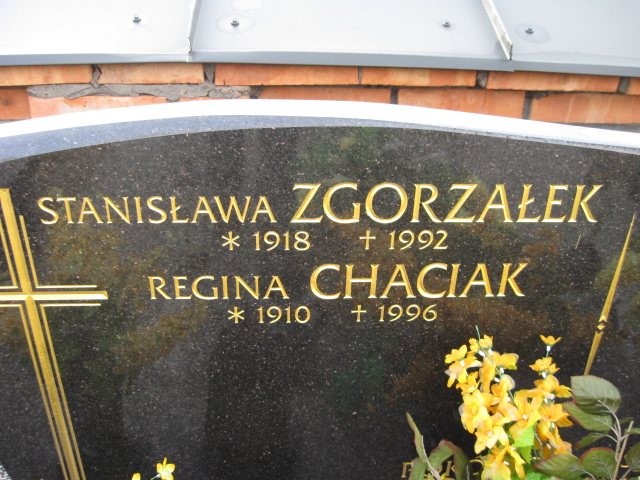 STANISŁAWA ZGORZAŁEK
* 1918 † 1992
REGINA CHACIAK
* 1910 † 1996